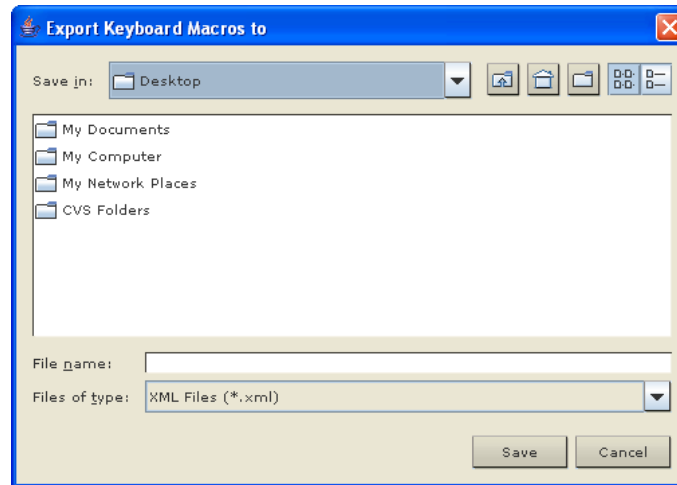 Export Keyboard Macros to
Save in: Desktop
My Documents
My Computer
My Network Places
CVS Folders
File name:
Files of type: XML Files (*.xml)
Save Cancel